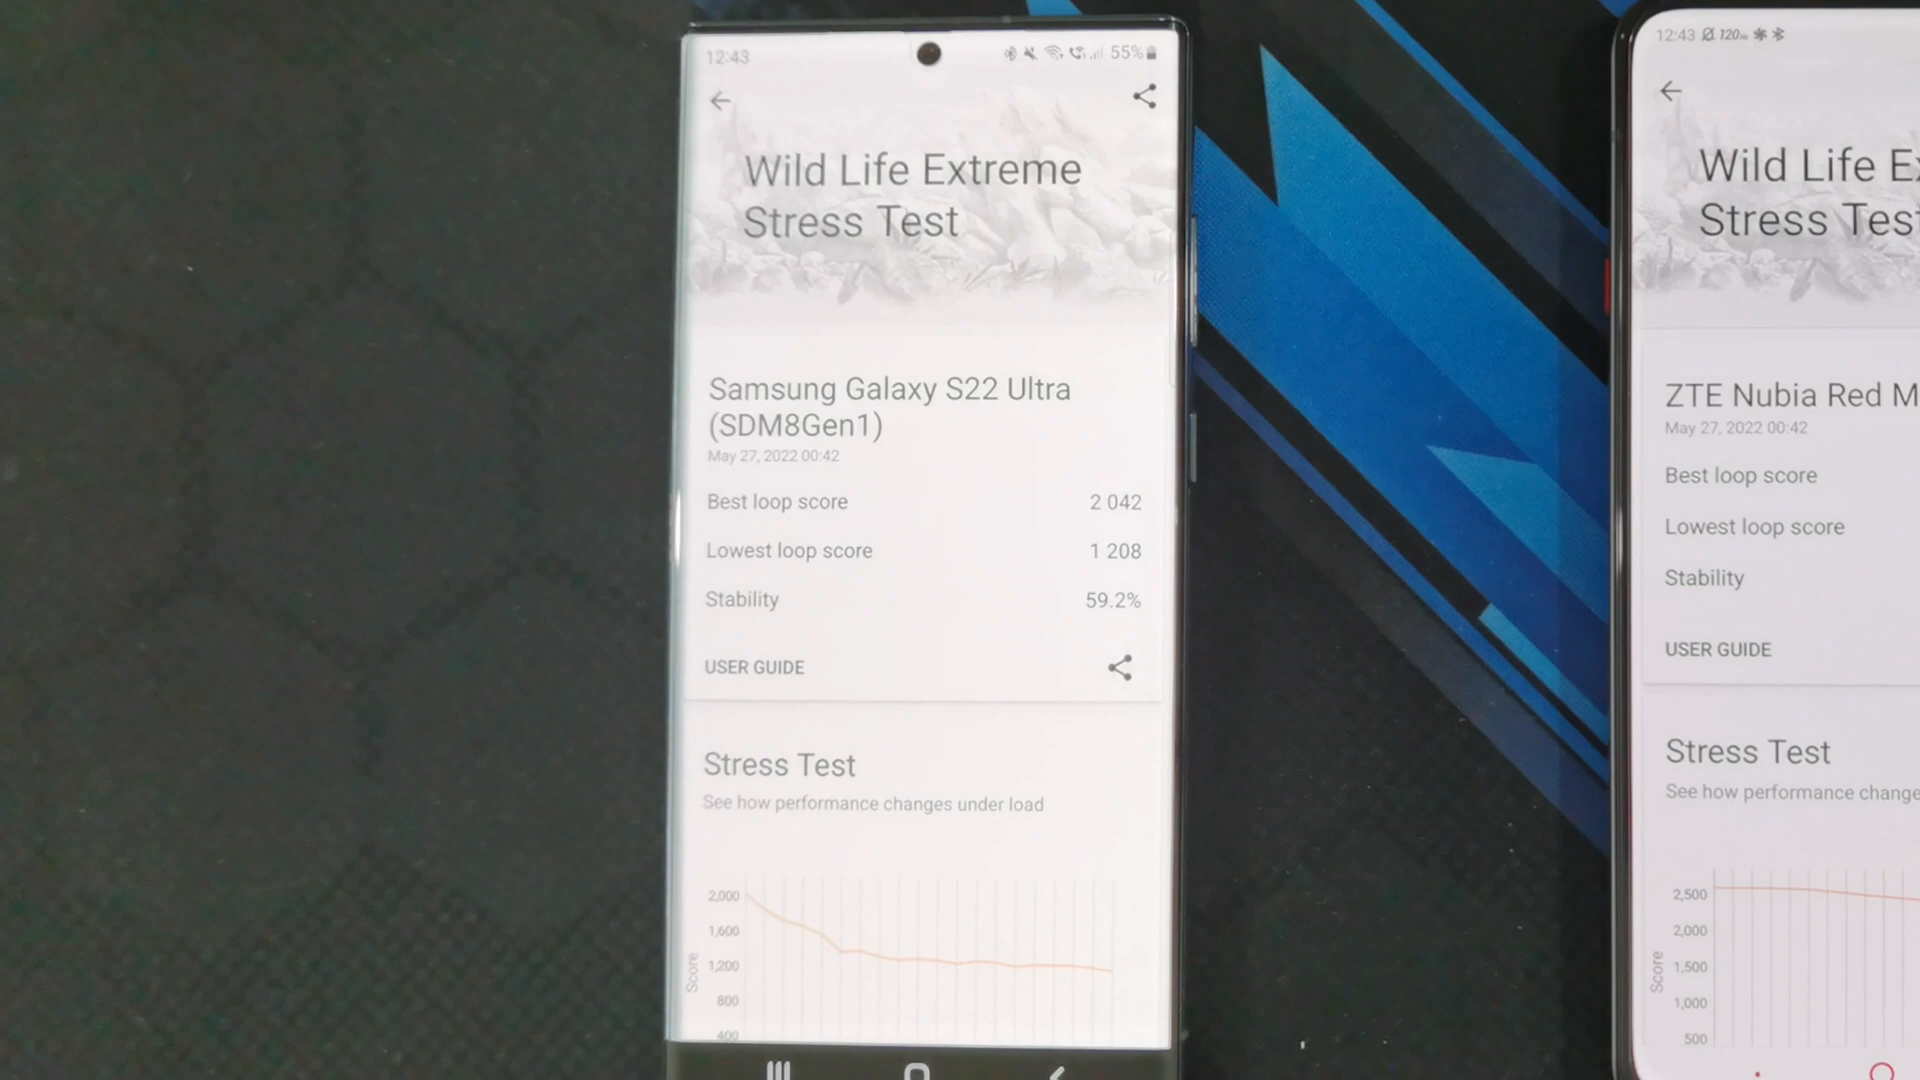 12:43
55%
Wild Life Extreme
Stress Test
Samsung Galaxy S22 Ultra
(SDM8Gen1)
May 27, 2022 00:42
Best loop score 2 042
Lowest loop score 1 208
Stability 59.2%
USER GUIDE
Stress Test
See how performance changes under load
Score
2,000
1,600
1,200
800
400
12:43 120
Wild Life Ex
Stress Test
ZTE Nubia Red M
May 27, 2022 00:42
Best loop score
Lowest loop score
Stability
USER GUIDE
Stress Test
See how performance change
Score
2,500
2,000
1,500
1,000
500